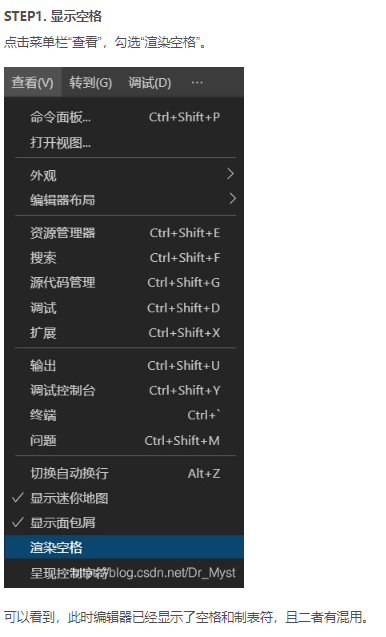 STEP1. 显示空格
点击菜单栏“查看”，勾选“渲染空格”。
查看(V) 转到(G) 调试(D) ···
命令面板... Ctrl+Shift+P
打开视图...
外观
编辑器布局
资源管理器 Ctrl+Shift+E
搜索 Ctrl+Shift+F
源代码管理 Ctrl+Shift+G
调试 Ctrl+Shift+D
扩展 Ctrl+Shift+X
输出 Ctrl+Shift+U
调试控制台 Ctrl+Shift+Y
终端 Ctrl+`
问题 Ctrl+Shift+M
切换自动换行 Alt+Z
显示迷你地图
显示面包屑
渲染空格
呈现控制字符 https://blog.csdn.net/Dr_Myst
可以看到，此时编辑器已经显示了空格和制表符，且二者有混用。